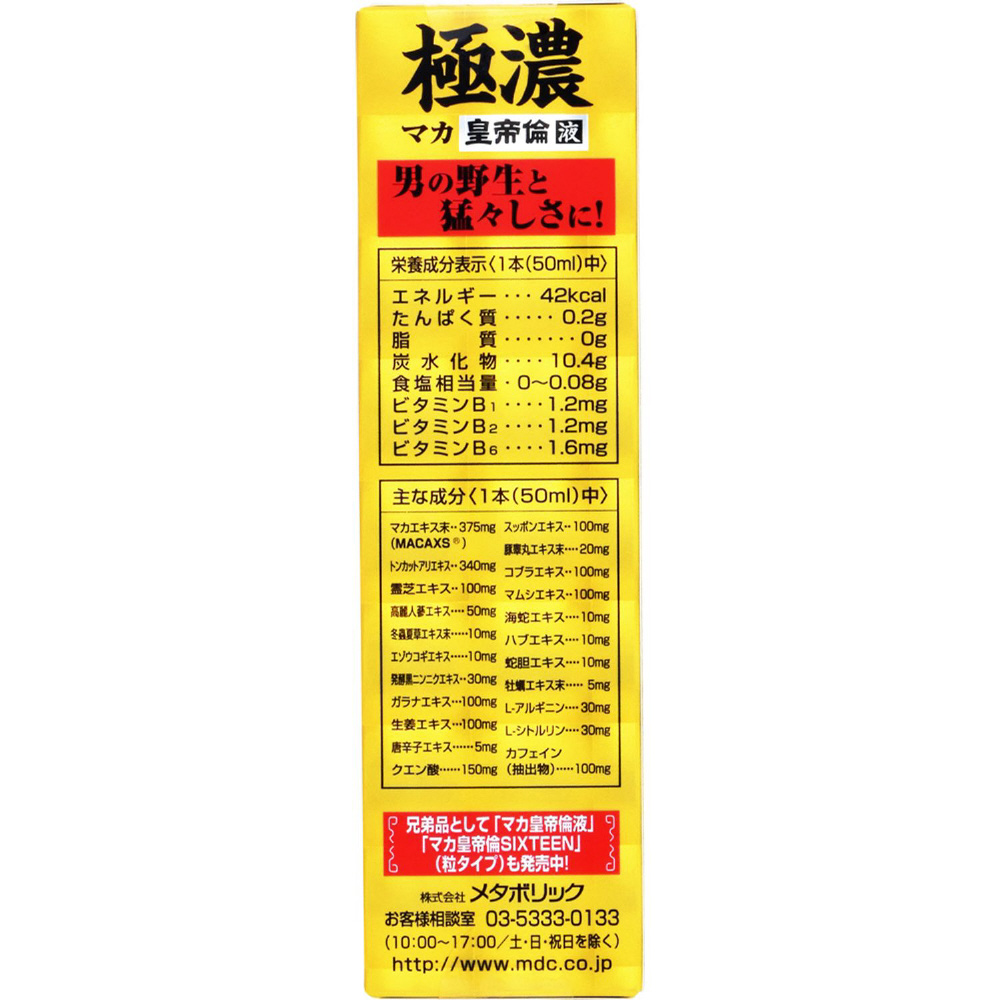 極濃
マカ 皇帝倫液
男の野生と
猛々しさに!
栄養成分表示〈1本(50ml)中〉
エネルギー･･･42kcal
たんぱく質･････0.2g
脂質･･･････0g
炭水化物････10.4g
食塩相当量･0〜0.08g
ビタミンB1････1.2mg
ビタミンB2････1.2mg
ビタミンB6････1.6mg
主な成分〈1本(50ml)中〉
マカエキス末･･375mg
(MACAXS®)
トンカットアリエキス･･340mg
霊芝エキス･･100mg
高麗人蔘エキス････50mg
冬蟲夏草エキス末･････10mg
エゾウコギエキス･････10mg
発酵黒ニンニクエキス･･30mg
ガラナエキス･･･100mg
生姜エキス･･･100mg
唐辛子エキス･･････5mg
クエン酸･･････150mg
スッポンエキス･･100mg
豚睾丸エキス末････20mg
コブラエキス･･100mg
マムシエキス･･100mg
海蛇エキス････10mg
ハブエキス････10mg
蛇胆エキス････10mg
牡蠣エキス末･････5mg
L-アルギニン････30mg
L-シトルリン････30mg
カフェイン
(抽出物)･････100mg
兄弟品として「マカ皇帝倫液」
「マカ皇帝倫SIXTEEN」
(粒タイプ)も発売中!
株式会社 メタボリック
お客様相談室 03-5333-0133
(10:00〜17:00/土・日・祝日を除く)
http://www.mdc.co.jp